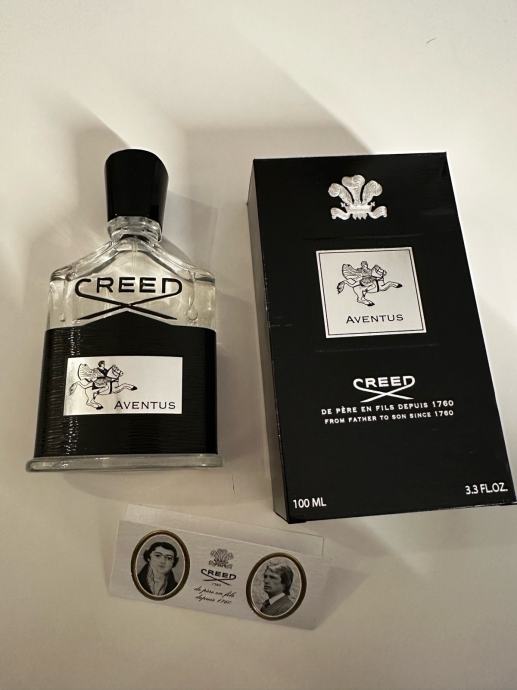 CREED
AVENTUS
AVENTUS
CREED
DE PÈRE EN FILS DEPUIS 1760
FROM FATHER TO SON SINCE 1760
100 ML
3.3 FL.OZ.
CREED
1760
de père en fils
depuis 1760